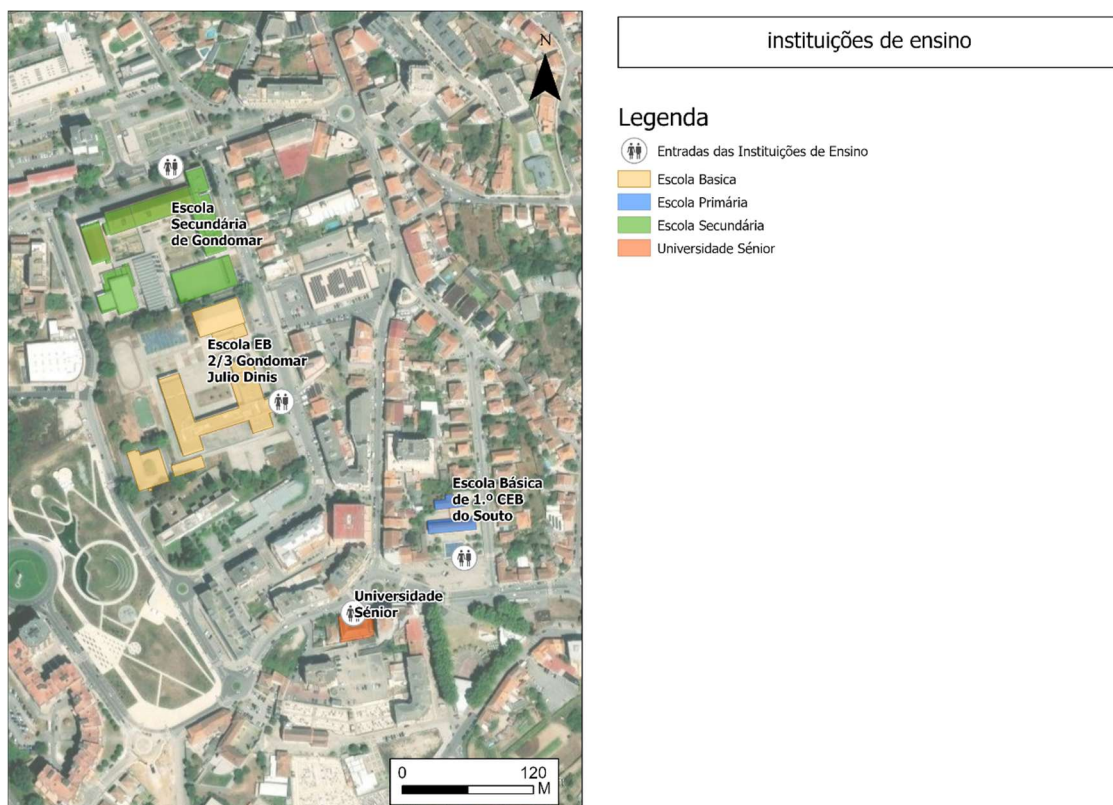 instituições de ensino
N
Legenda
Entradas das Instituições de Ensino
Escola Basica
Escola Primária
Escola Secundária
Universidade Sénior
Escola
Secundária
de Gondomar
Escola EB
2/3 Gondomar
Julio Dinis
Escola Básica
de 1.º CEB
do Souto
Universidade
Sénior
0 120
M